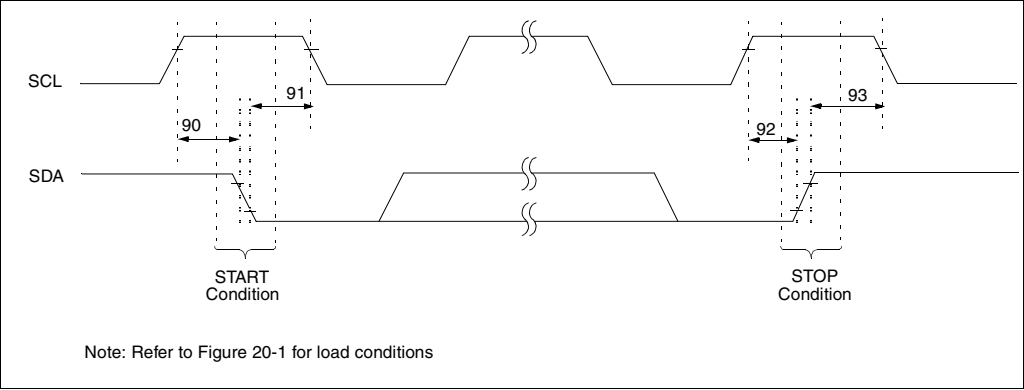 SCL
91
93
90
92
SDA
START
Condition
STOP
Condition
Note: Refer to Figure 20-1 for load conditions